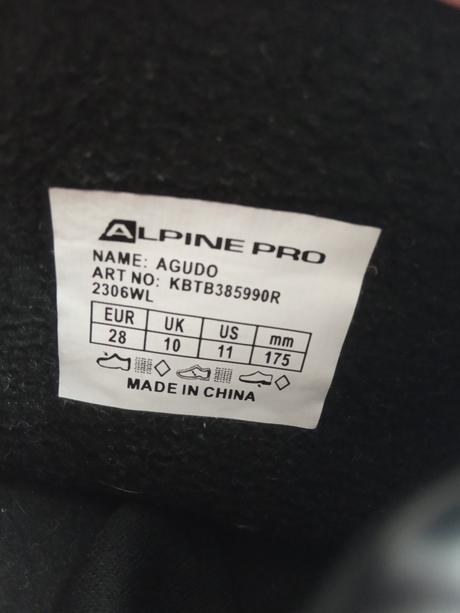 ALPINE PRO
NAME: AGUDO
ART NO: KBTB385990R
2306WL
EUR UK US mm
28 10 11 175
MADE IN CHINA